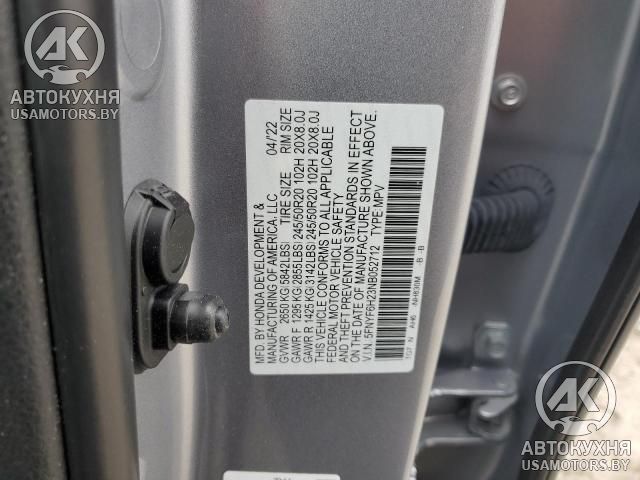 AK
АВТОКУХНЯ
USAMOTORS.BY
MFD. BY HONDA DEVELOPMENT &
MANUFACTURING OF AMERICA, LLC. 04/22
TIRE SIZE RIM SIZE
GVWR 2650 KG(5842LBS)
GAWR F 1295 KG(2855LBS) 245/50R20 102H 20X8.0J
GAWR R 1425 KG(3142LBS) 245/50R20 102H 20X8.0J
THIS VEHICLE CONFORMS TO ALL APPLICABLE
FEDERAL MOTOR VEHICLE SAFETY
STANDARDS IN EFFECT
ON THE DATE OF MANUFACTURE SHOWN ABOVE.
V.I.N. 5FNYF6H23NB052712 TYPE:MPV
AK
АВТОКУХНЯ
USAMOTORS.BY